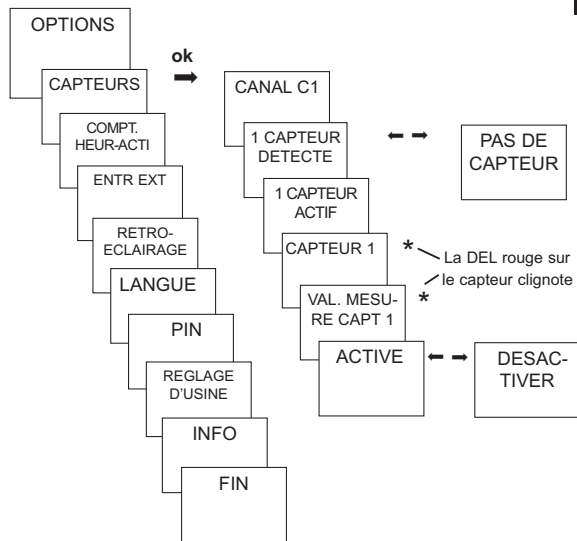 OPTIONS
CAPTEURS
COMPT.
HEUR-ACTI
ENTR EXT
RETRO-
ECLAIRAGE
LANGUE
PIN
REGLAGE
D'USINE
INFO
FIN
ok
CANAL C1
1 CAPTEUR
DETECTE
1 CAPTEUR
ACTIF
CAPTEUR 1
VAL. MESU-
RE CAPT 1
ACTIVE
PAS DE
CAPTEUR
* La DEL rouge sur
* le capteur clignote
DESAC-
TIVER